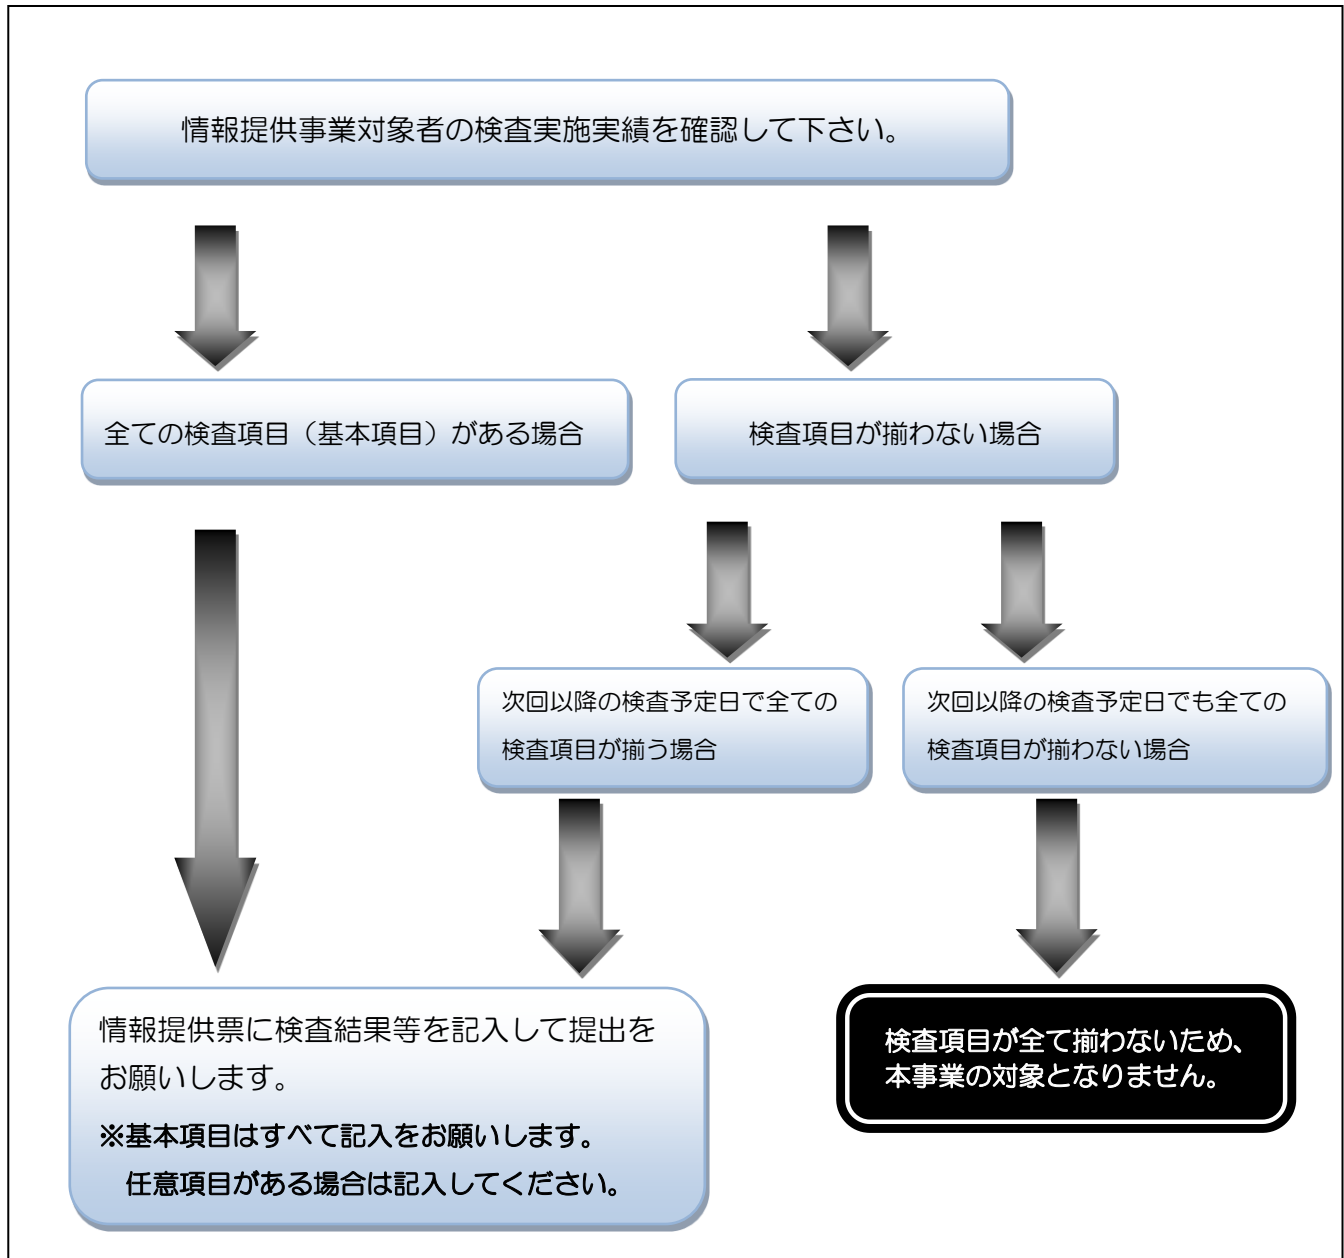 情報提供事業対象者の検査実施実績を確認して下さい。
全ての検査項目（基本項目）がある場合
検査項目が揃わない場合
次回以降の検査予定日で全ての
検査項目が揃う場合
次回以降の検査予定日でも全ての
検査項目が揃わない場合
情報提供票に検査結果等を記入して提出を
お願いします。
※基本項目はすべて記入をお願いします。
任意項目がある場合は記入してください。
検査項目が全て揃わないため、
本事業の対象となりません。